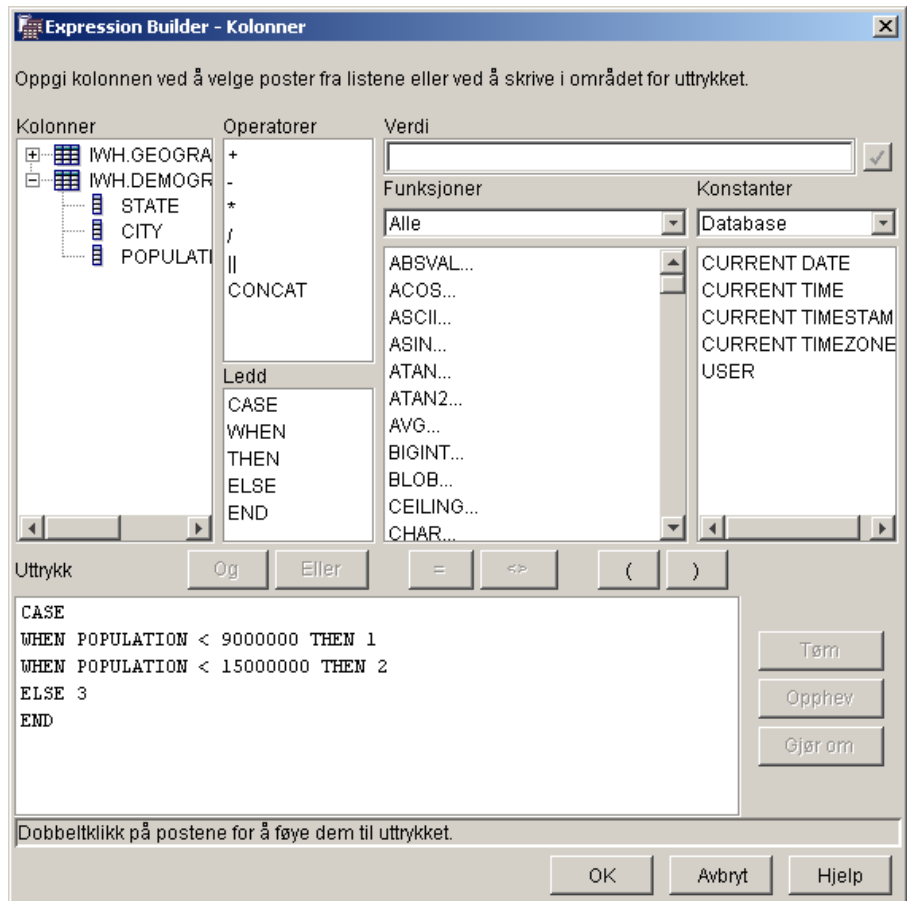 Expression Builder - Kolonner
Oppgi kolonnen ved å velge poster fra listene eller ved å skrive i området for uttrykket.
Kolonner
IWH.GEOGRA
IWH.DEMOGR
STATE
CITY
POPULATI
Operatorer
+
-
*
/
||
CONCAT
Ledd
CASE
WHEN
THEN
ELSE
END
Verdi
Funksjoner
Alle
ABSVAL...
ACOS...
ASCII...
ASIN...
ATAN...
ATAN2...
AVG...
BIGINT...
BLOB...
CEILING...
CHAR...
Konstanter
Database
CURRENT DATE
CURRENT TIME
CURRENT TIMESTAM
CURRENT TIMEZONE
USER
Uttrykk
Og
Eller
=
<>
(
)
CASE
WHEN POPULATION < 9000000 THEN 1
WHEN POPULATION < 15000000 THEN 2
ELSE 3
END
Tøm
Opphev
Gjør om
Dobbeltklikk på postene for å føye dem til uttrykket.
OK
Avbryt
Hjelp